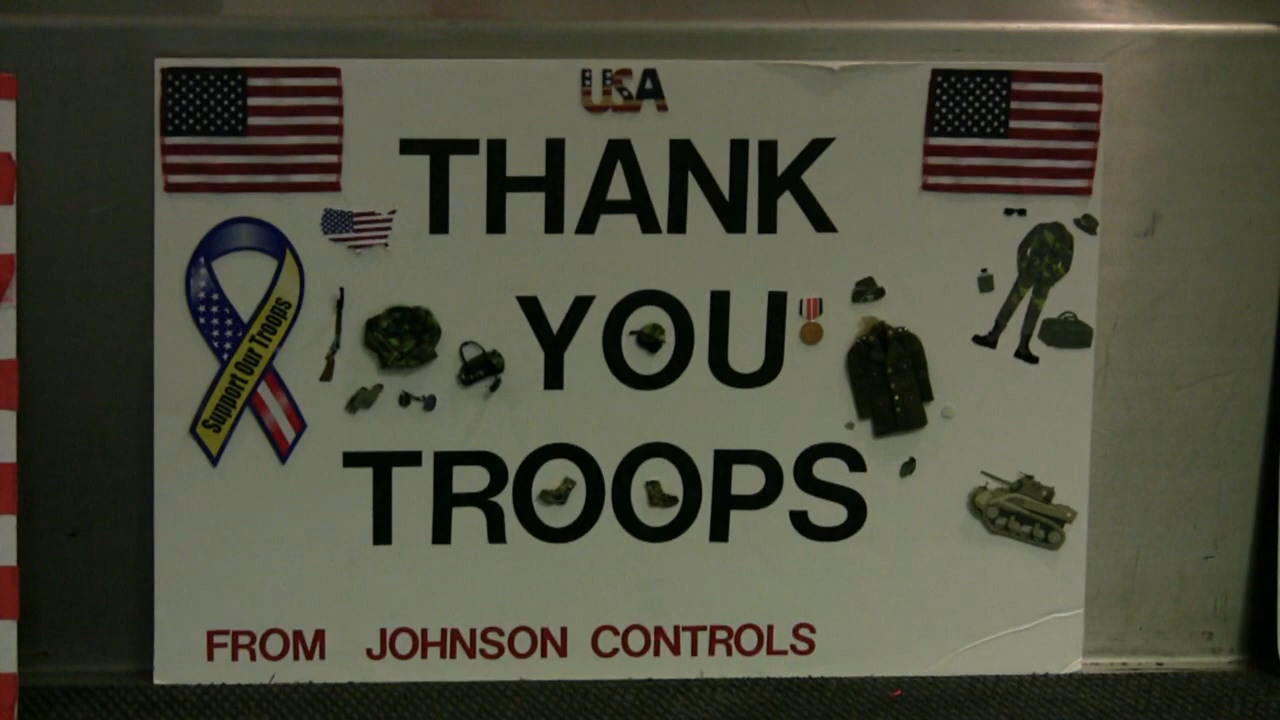 USA
THANK
YOU
TROOPS
Support Our Troops
FROM JOHNSON CONTROLS